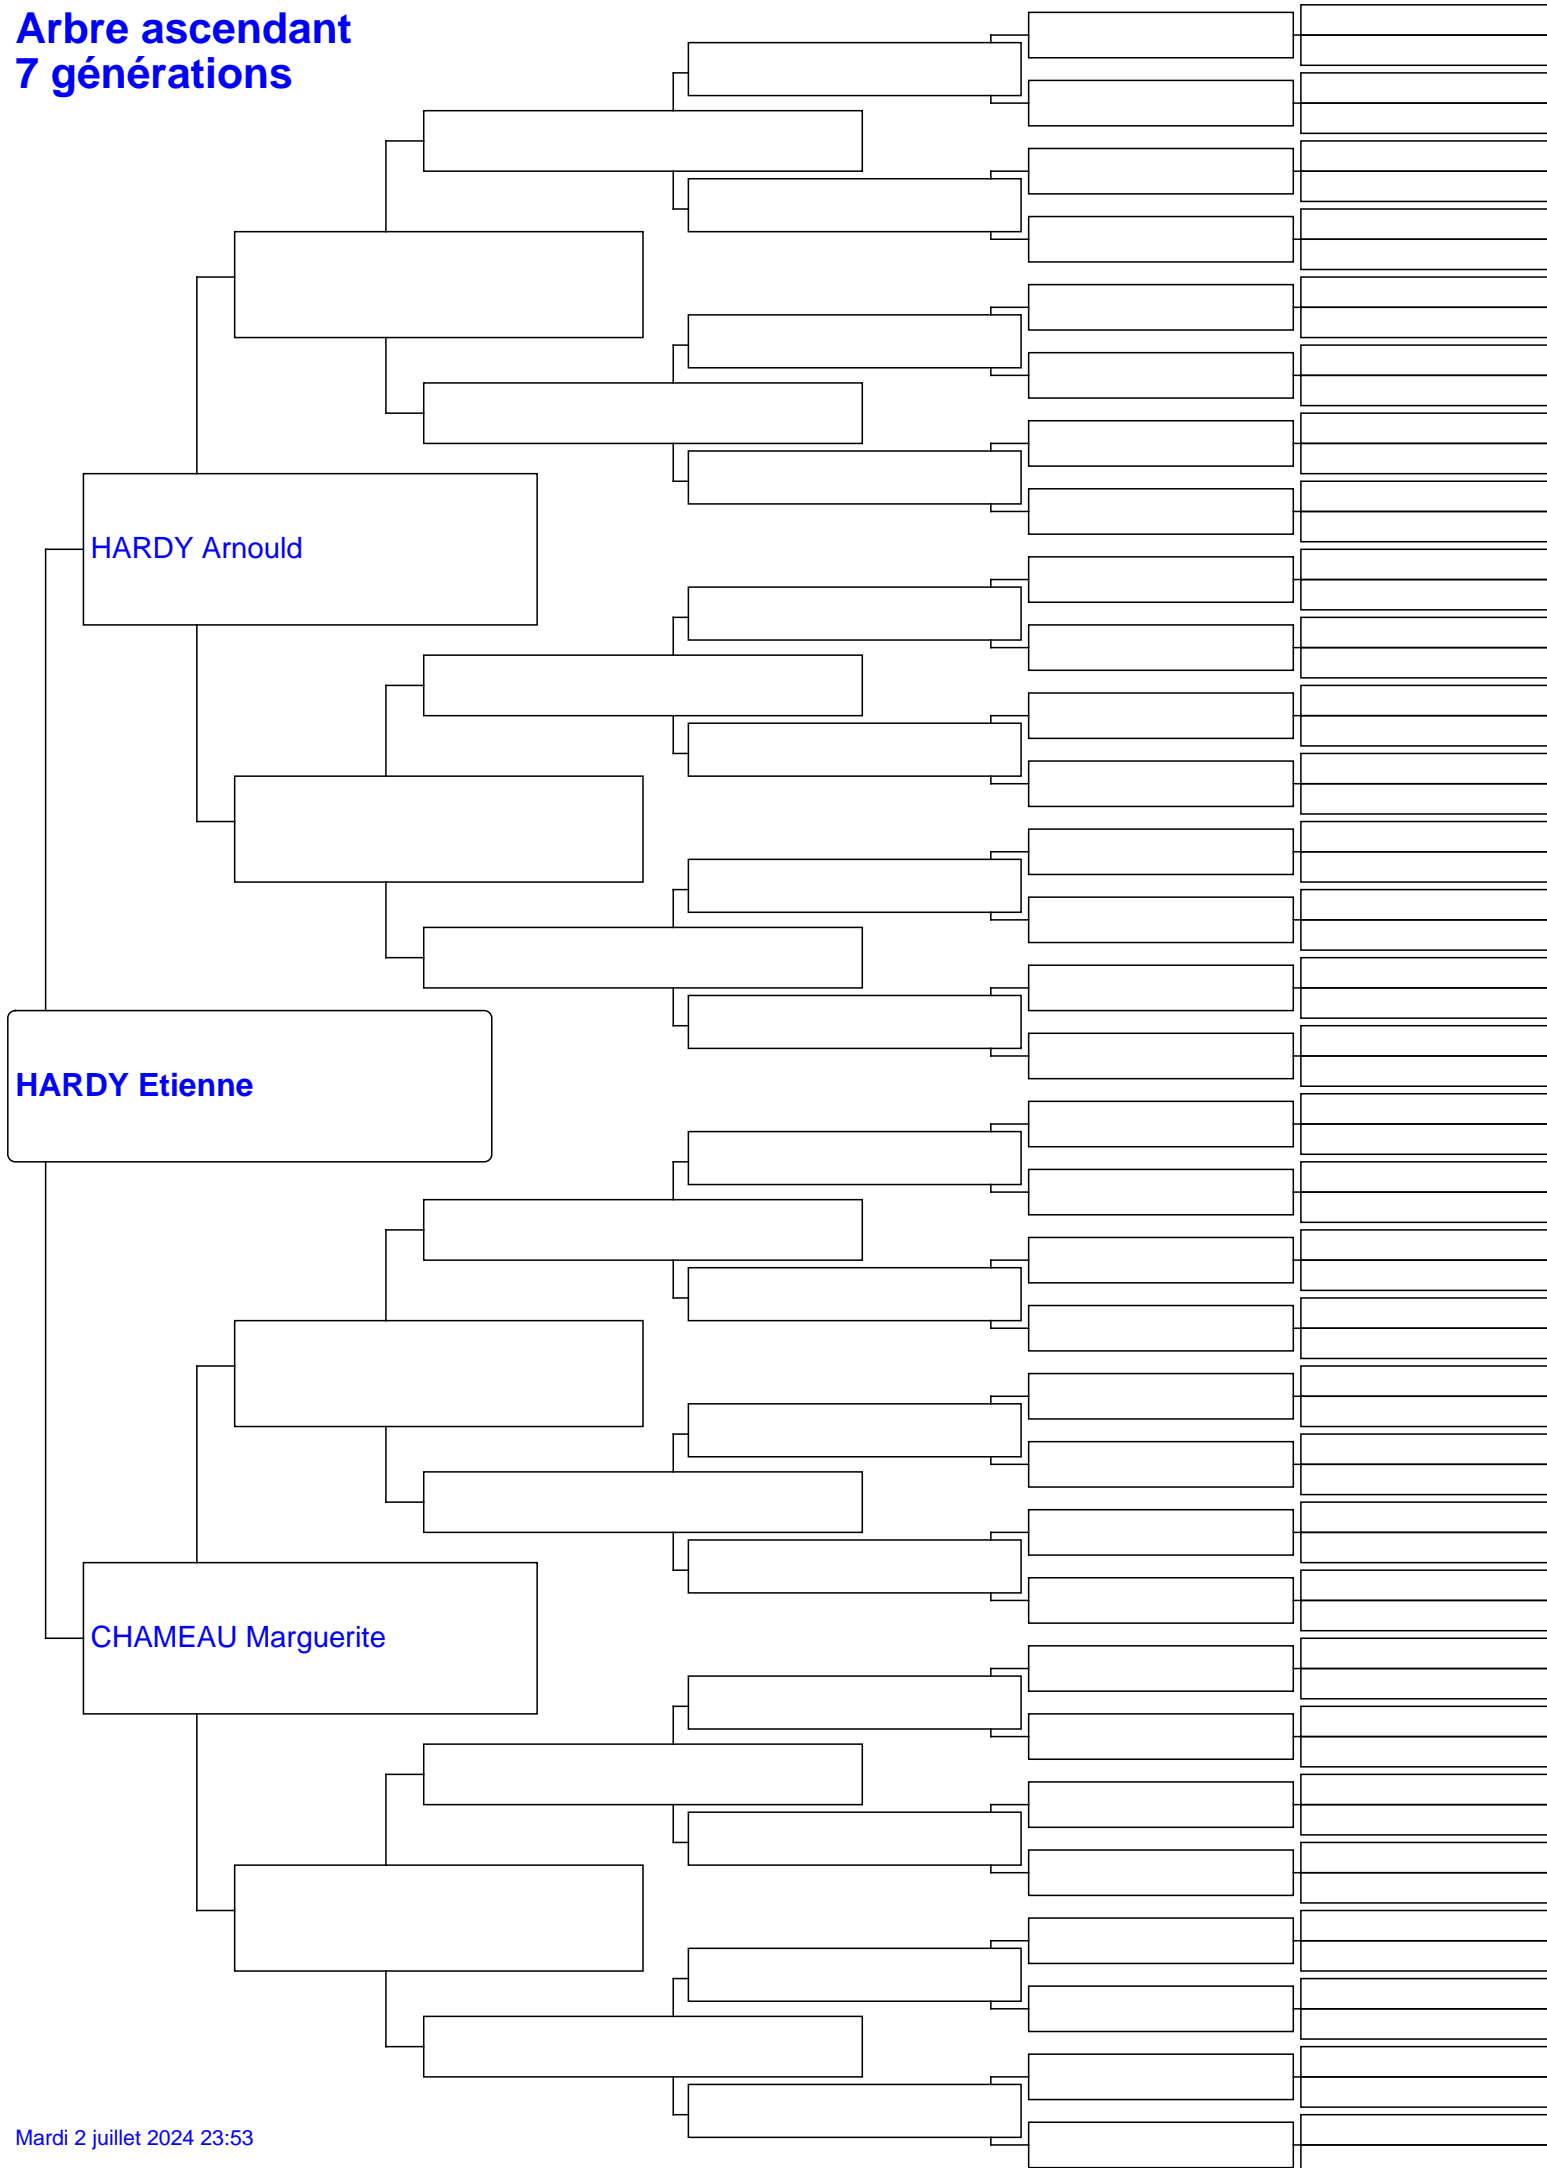 Arbre ascendant
7 générations
HARDY Arnould
HARDY Etienne
CHAMEAU Marguerite
Mardi 2 juillet 2024 23:53